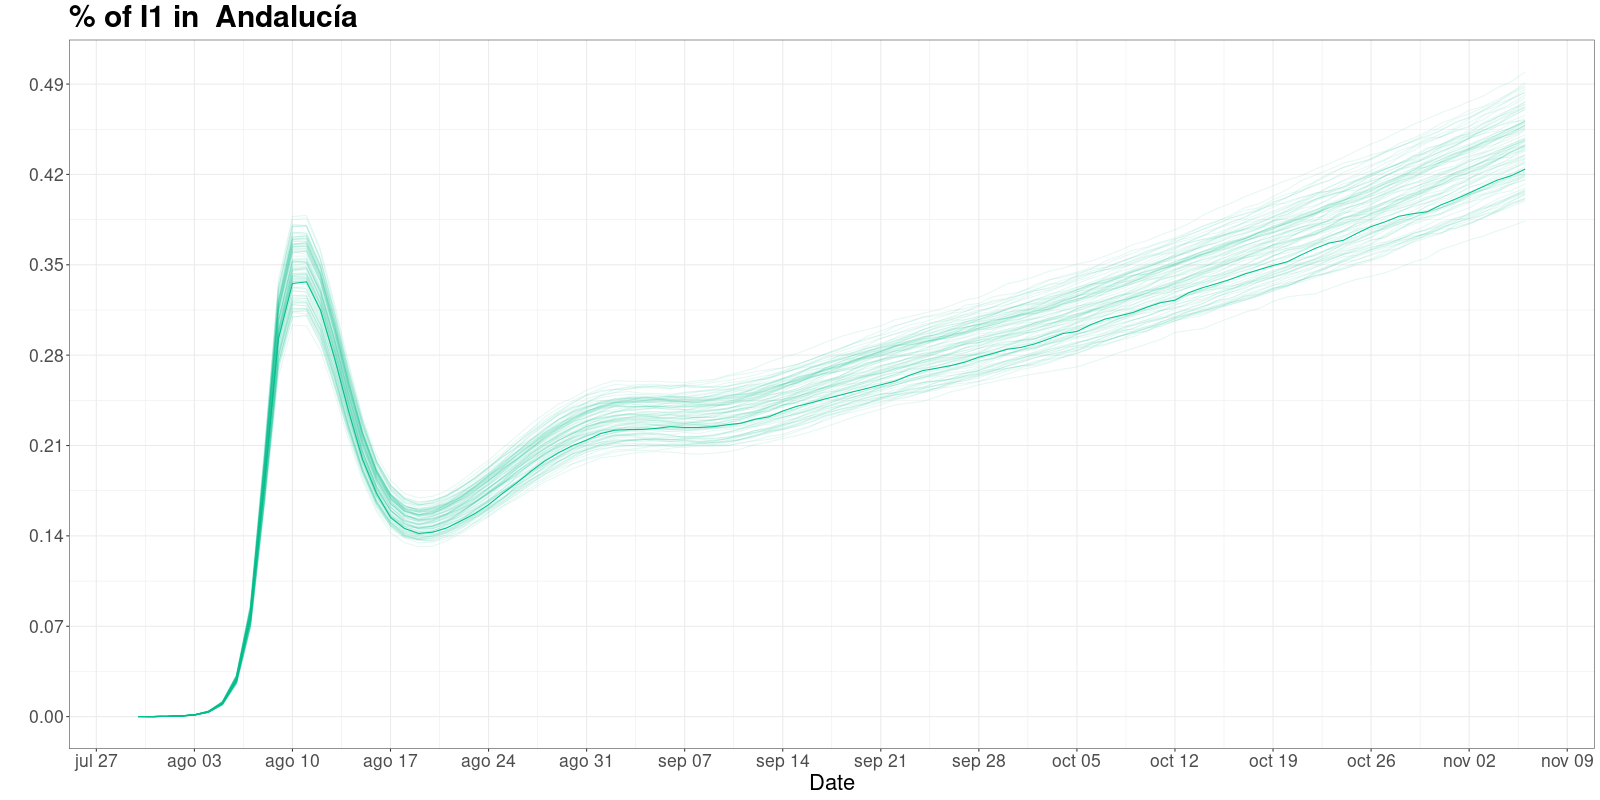 % of I1 in  Andalucía
0.49
0.42
0.35
0.28
0.21
0.14
0.07
0.00
jul 27 ago 03 ago 10 ago 17 ago 24 ago 31 sep 07 sep 14 sep 21 sep 28 oct 05 oct 12 oct 19 oct 26 nov 02 nov 09
Date